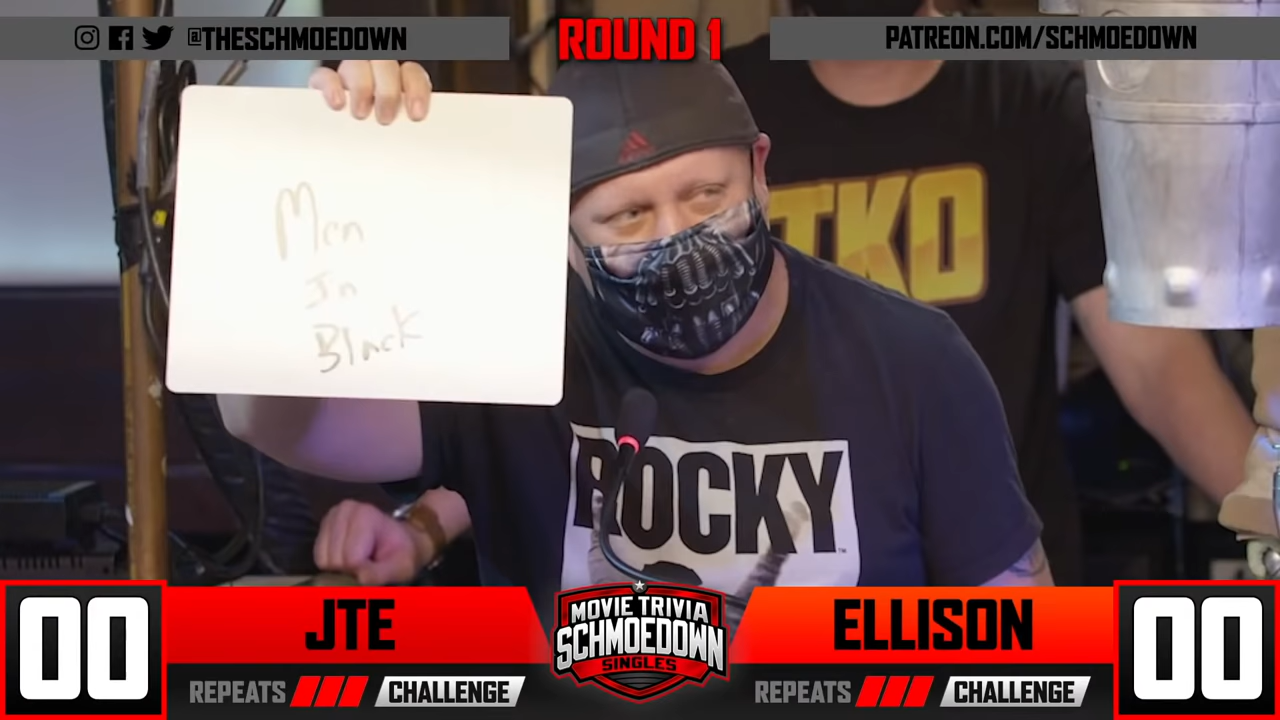 @THESCHMOEDOWN
ROUND 1
PATREON.COM/SCHMOEDOWN
Men
In
Black
TKO
ROCKY
00
JTE
MOVIE TRIVIA
SCHMOEDOWN
SINGLES
ELLISON
00
REPEATS
CHALLENGE
REPEATS
CHALLENGE